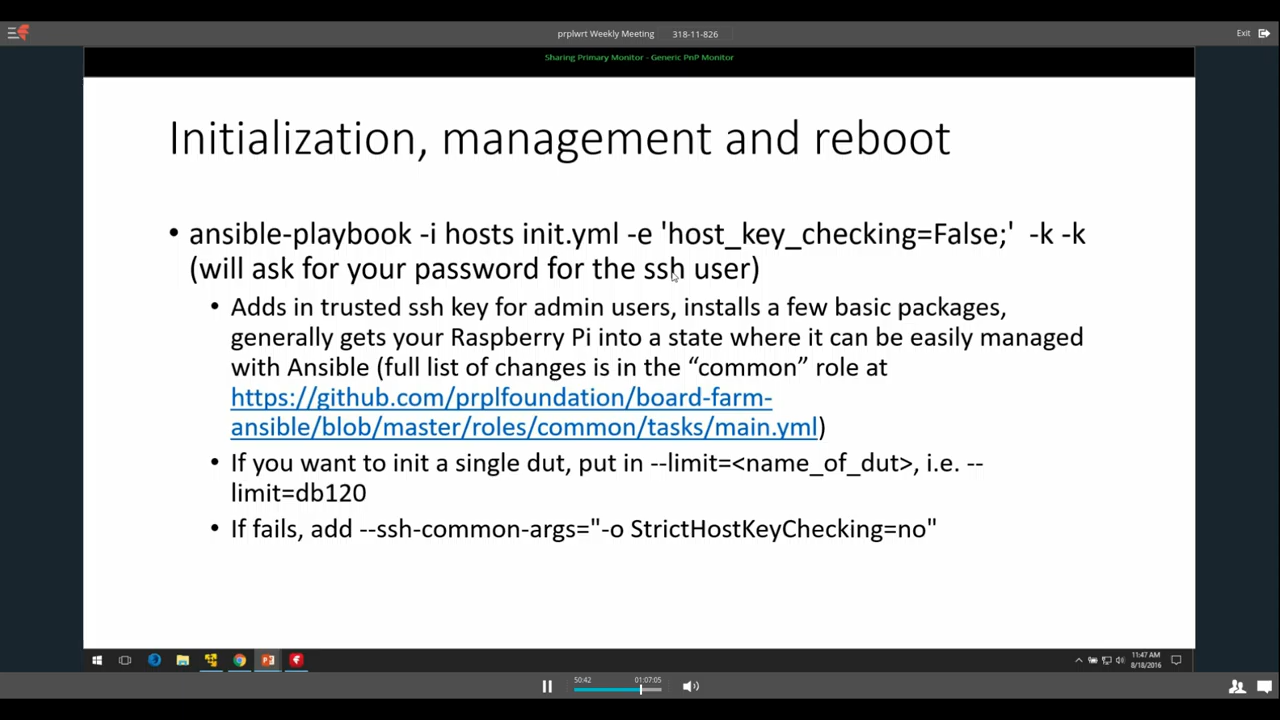 prplwrt Weekly Meeting 318-11-826 Exit
Sharing Primary Monitor - Generic PnP Monitor
Initialization, management and reboot
• ansible-playbook -i hosts init.yml -e 'host_key_checking=False;' -k -k
(will ask for your password for the ssh user)
• Adds in trusted ssh key for admin users, installs a few basic packages,
generally gets your Raspberry Pi into a state where it can be easily managed
with Ansible (full list of changes is in the “common” role at
https://github.com/prplfoundation/board-farm-
ansible/blob/master/roles/common/tasks/main.yml)
• If you want to init a single dut, put in --limit=<name_of_dut>, i.e. --
limit=db120
• If fails, add --ssh-common-args="-o StrictHostKeyChecking=no"
11:47 AM
8/18/2016
50:42 01:07:05